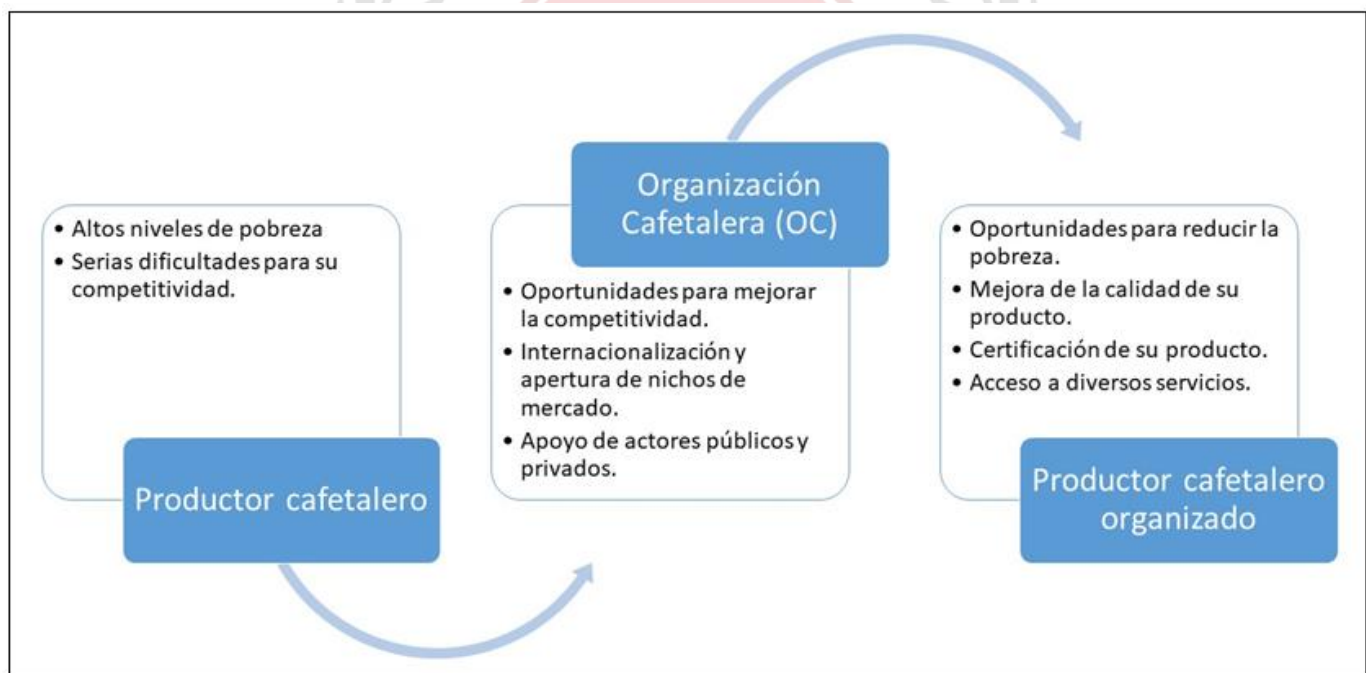 • Altos niveles de pobreza
• Serias dificultades para su
competitividad.
Productor cafetalero
Organización
Cafetalera (OC)
• Oportunidades para mejorar
la competitividad.
• Internacionalización y
apertura de nichos de
mercado.
• Apoyo de actores públicos y
privados.
• Oportunidades para reducir la
pobreza.
• Mejora de la calidad de su
producto.
• Certificación de su producto.
• Acceso a diversos servicios.
Productor cafetalero
organizado